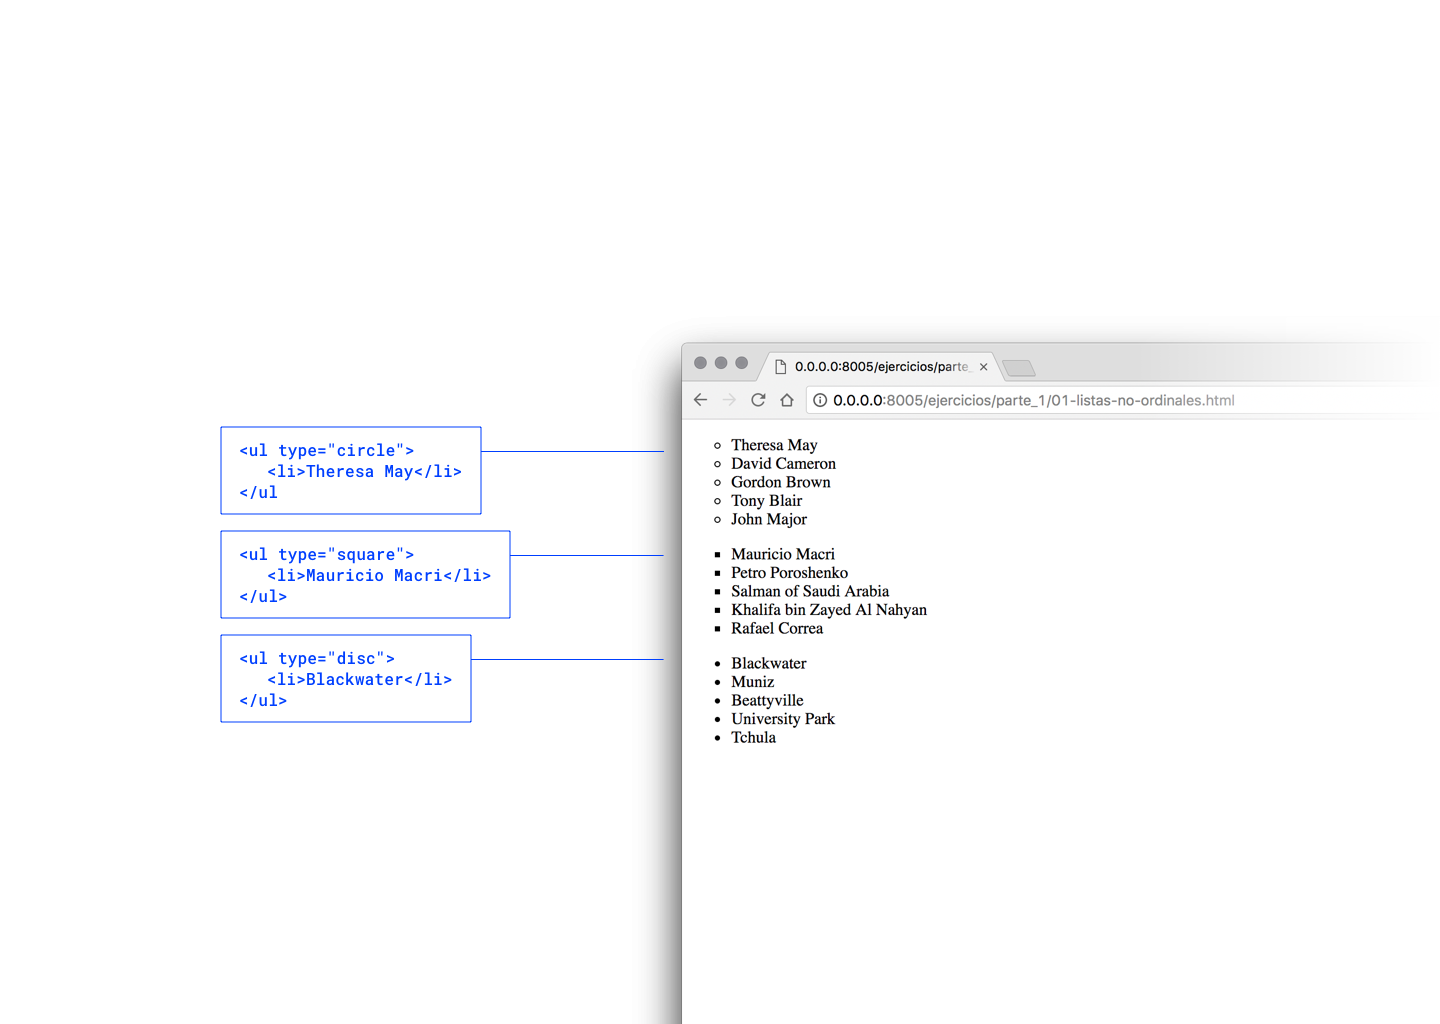 0.0.0.0:8005/ejercicios/parte_
0.0.0.0:8005/ejercicios/parte_1/01-listas-no-ordinales.html
<ul type="circle">
<li>Theresa May</li>
</ul
<ul type="square">
<li>Mauricio Macri</li>
</ul>
<ul type="disc">
<li>Blackwater</li>
</ul>
Theresa May
David Cameron
Gordon Brown
Tony Blair
John Major
Mauricio Macri
Petro Poroshenko
Salman of Saudi Arabia
Khalifa bin Zayed Al Nahyan
Rafael Correa
Blackwater
Muniz
Beattyville
University Park
Tchula